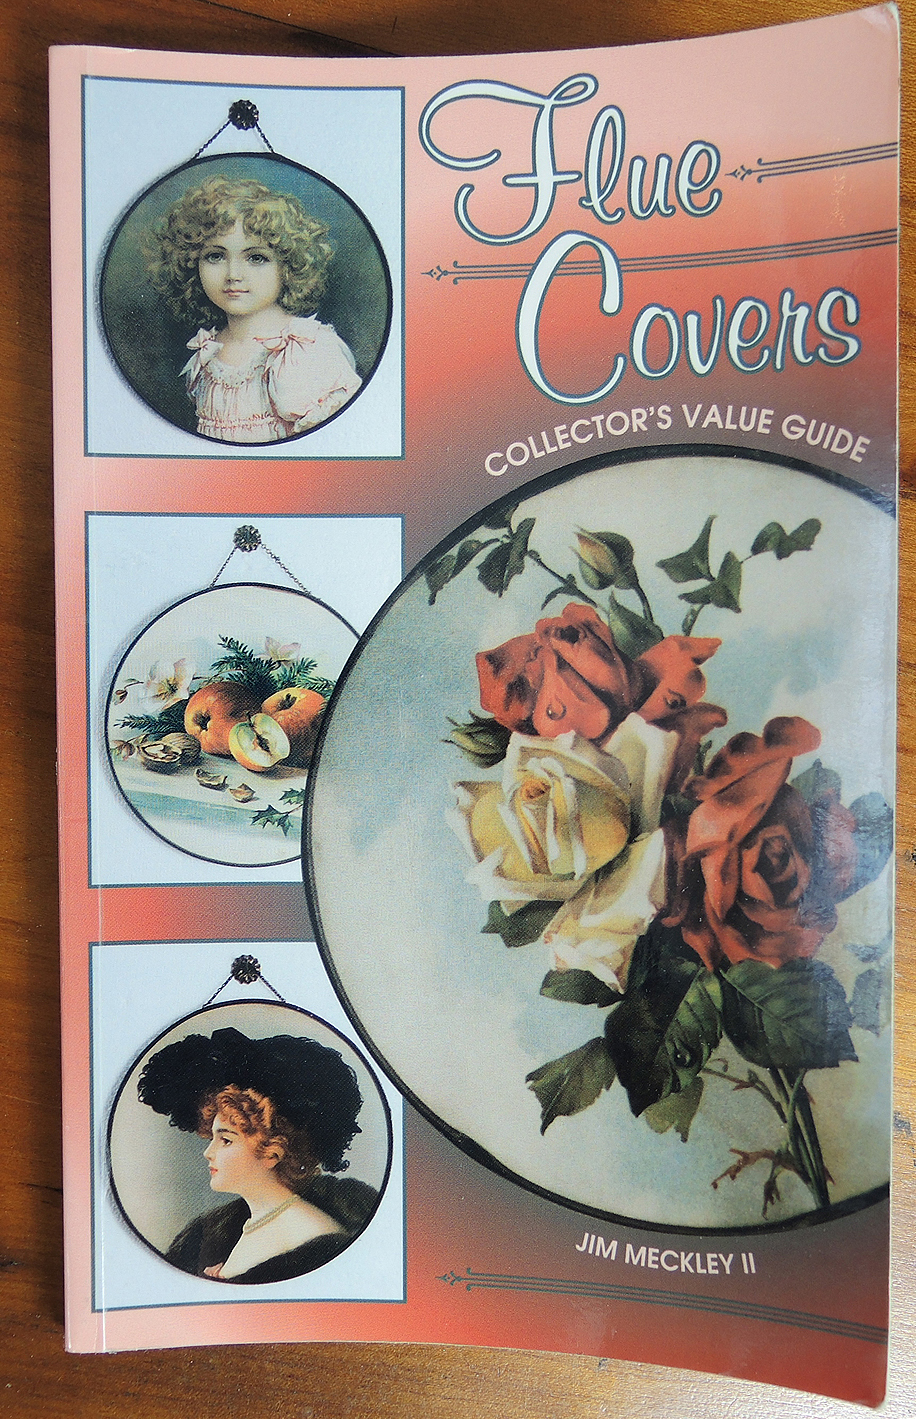 Flue
Covers
COLLECTOR'S VALUE GUIDE
JIM MECKLEY II